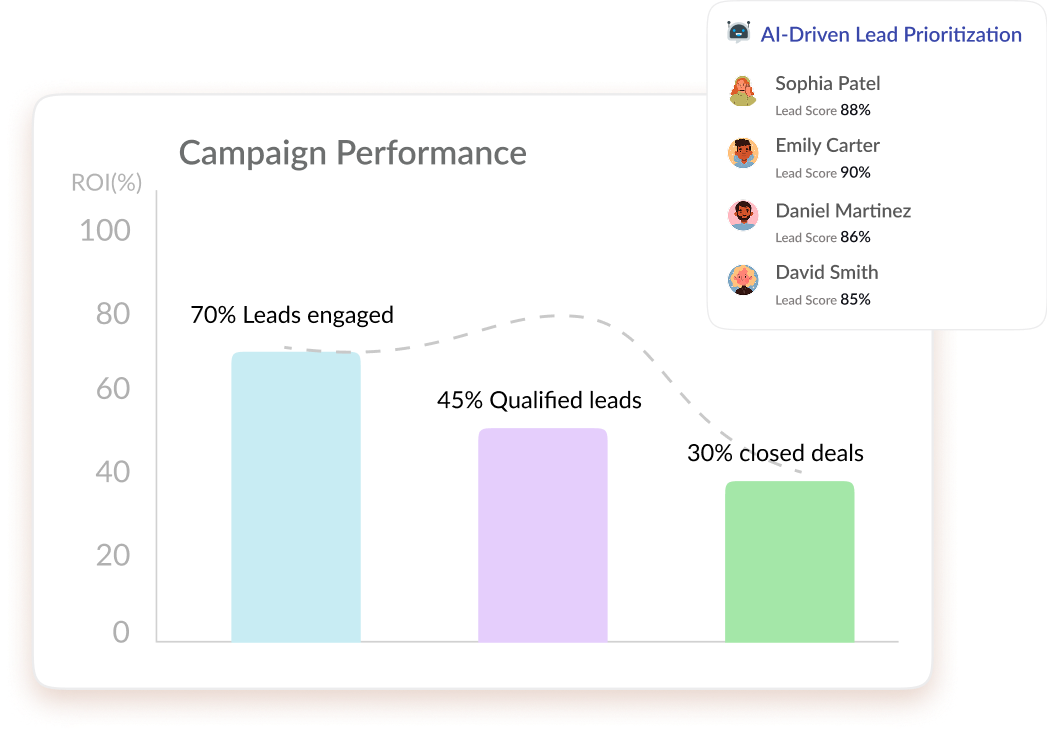 AI-Driven Lead Prioritization
Sophia Patel
Lead Score 88%
Emily Carter
Lead Score 90%
Daniel Martinez
Lead Score 86%
David Smith
Lead Score 85%
Campaign Performance
ROI(%)
100
80
60
40
20
0
70% Leads engaged
45% Qualified leads
30% closed deals